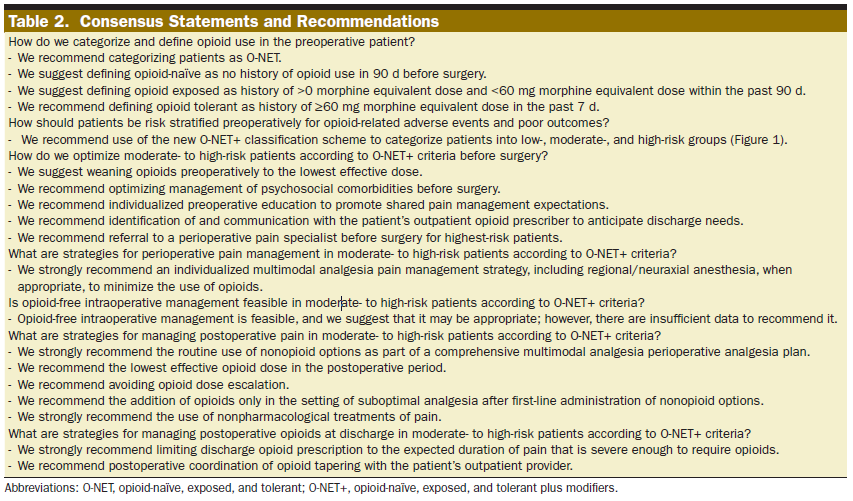 Table 2. Consensus Statements and Recommendations
How do we categorize and define opioid use in the preoperative patient?
- We recommend categorizing patients as O-NET.
- We suggest defining opioid-naïve as no history of opioid use in 90 d before surgery.
- We suggest defining opioid exposed as history of >0 morphine equivalent dose and <60 mg morphine equivalent dose within the past 90 d.
- We recommend defining opioid tolerant as history of ≥60 mg morphine equivalent dose in the past 7 d.
How should patients be risk stratified preoperatively for opioid-related adverse events and poor outcomes?
- We recommend use of the new O-NET+ classification scheme to categorize patients into low-, moderate-, and high-risk groups (Figure 1).
How do we optimize moderate- to high-risk patients according to O-NET+ criteria before surgery?
- We suggest weaning opioids preoperatively to the lowest effective dose.
- We recommend optimizing management of psychosocial comorbidities before surgery.
- We recommend individualized preoperative education to promote shared pain management expectations.
- We recommend identification of and communication with the patient's outpatient opioid prescriber to anticipate discharge needs.
- We recommend referral to a perioperative pain specialist before surgery for highest-risk patients.
What are strategies for perioperative pain management in moderate- to high-risk patients according to O-NET+ criteria?
- We strongly recommend an individualized multimodal analgesia pain management strategy, including regional/neuraxial anesthesia, when
appropriate, to minimize the use of opioids.
Is opioid-free intraoperative management feasible in moderate- to high-risk patients according to O-NET+ criteria?
- Opioid-free intraoperative management is feasible, and we suggest that it may be appropriate; however, there are insufficient data to recommend it.
What are strategies for managing postoperative pain in moderate- to high-risk patients according to O-NET+ criteria?
- We strongly recommend the routine use of nonopioid options as part of a comprehensive multimodal analgesia perioperative analgesia plan.
- We recommend the lowest effective opioid dose in the postoperative period.
- We recommend avoiding opioid dose escalation.
- We recommend the addition of opioids only in the setting of suboptimal analgesia after first-line administration of nonopioid options.
- We strongly recommend the use of nonpharmacological treatments of pain.
What are strategies for managing postoperative opioids at discharge in moderate- to high-risk patients according to O-NET+ criteria?
- We strongly recommend limiting discharge opioid prescription to the expected duration of pain that is severe enough to require opioids.
- We recommend postoperative coordination of opioid tapering with the patient's outpatient provider.
Abbreviations: O-NET, opioid-naïve, exposed, and tolerant; O-NET+, opioid-naïve, exposed, and tolerant plus modifiers.